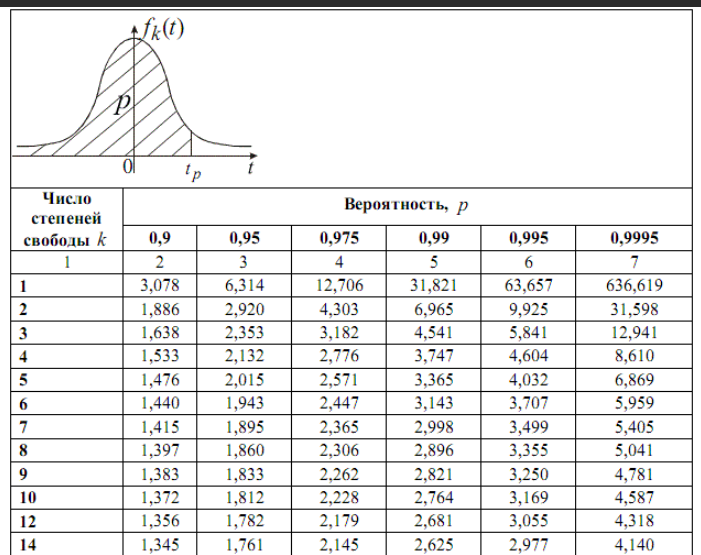 f_k(t)
p
0 t_p t
Число степеней свободы k Вероятность, p
0,9 0,95 0,975 0,99 0,995 0,9995
1 2 3 4 5 6 7
1 3,078 6,314 12,706 31,821 63,657 636,619
2 1,886 2,920 4,303 6,965 9,925 31,598
3 1,638 2,353 3,182 4,541 5,841 12,941
4 1,533 2,132 2,776 3,747 4,604 8,610
5 1,476 2,015 2,571 3,365 4,032 6,869
6 1,440 1,943 2,447 3,143 3,707 5,959
7 1,415 1,895 2,365 2,998 3,499 5,405
8 1,397 1,860 2,306 2,896 3,355 5,041
9 1,383 1,833 2,262 2,821 3,250 4,781
10 1,372 1,812 2,228 2,764 3,169 4,587
12 1,356 1,782 2,179 2,681 3,055 4,318
14 1,345 1,761 2,145 2,625 2,977 4,140